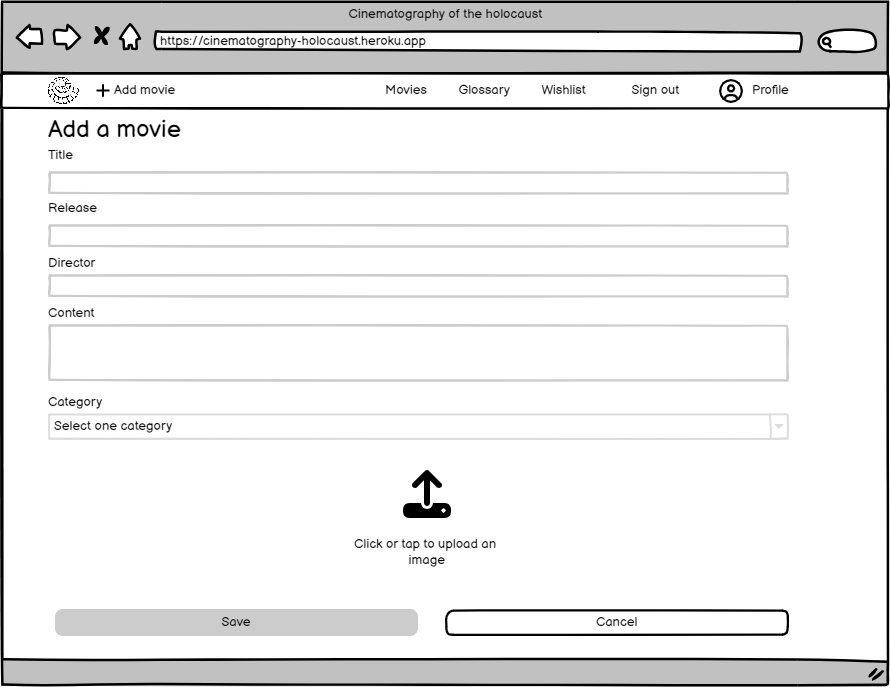 Cinematography of the holocaust
https://cinematography-holocaust.heroku.app
Add movie
Movies
Glossary
Wishlist
Sign out
Profile
Add a movie
Title
Release
Director
Content
Category
Select one category
Click or tap to upload an
image
Save
Cancel